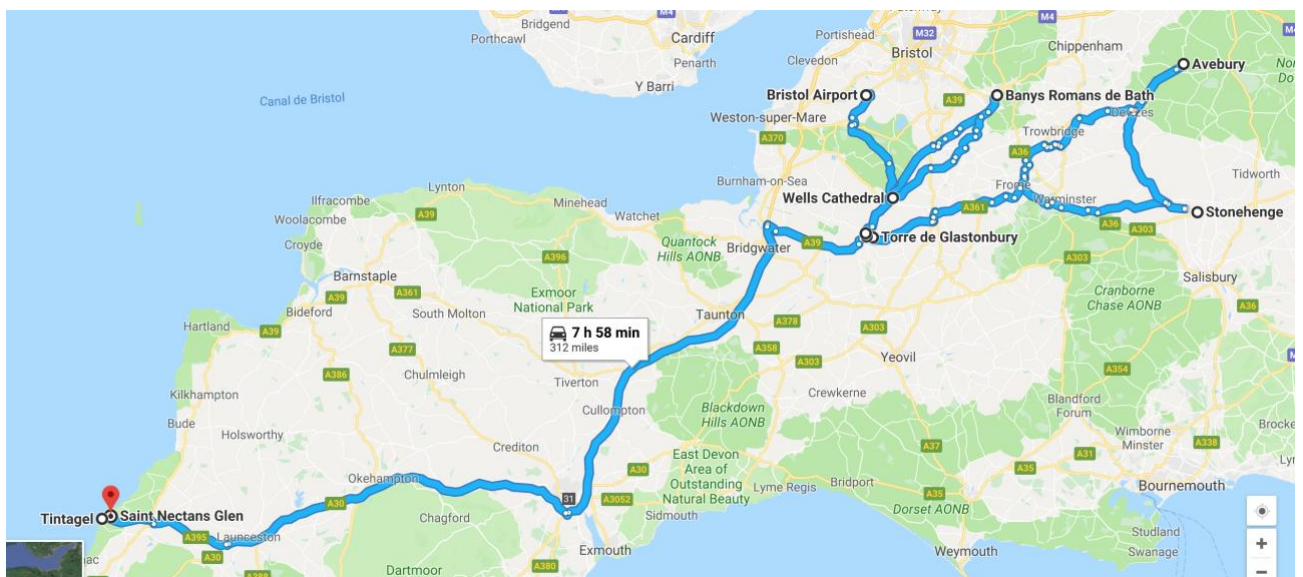 Bridgend
Porthcawl
Cardiff
Penarth
Y Barri
M4
Portishead
M32
Bristol
Clevedon
Chippenham
M4
Avebury
Canal de Bristol
Bristol Airport
A39
Banys Romans de Bath
Weston-super-Mare
A370
Devizes
Trowbridge
A36
Tidworth
Burnham-on-Sea
Wells Cathedral
Frome
Warminster
A361
Stonehenge
A36
A303
Lynton
Ilfracombe
Minehead
Watchet
Woolacombe
A39
Croyde
Quantock
Hills AONB
Bridgwater
A39
Torre de Glastonbury
A396
A303
Salisbury
Barnstaple
A39
A361
Bideford
South Molton
Exmoor
National Park
Cranborne
Chase AONB
A36
Hartland
A39
Taunton
A378
A303
7 h 58 min
312 miles
A358
A303
Yeovil
A377
A386
Chulmleigh
Tiverton
A354
Kilkhampton
Cullompton
Blackdown
Hills AONB
Crewkerne
Blandford
Forum
Wimborne
Minster
A338
Bude
Holsworthy
Crediton
A37
A31
A35
East Devon
Area of
Outstanding
Natural Beauty
A30
Okehampton
31
A3052
Lyme Regis
Bridport
A35
Dorset AONB
Bournemouth
A30
Tintagel
Saint Nectans Glen
Chagford
Sidmouth
A395
Launceston
A30
Exmouth
Studland
Swanage
Weymouth
A388
Dartmoor
A380
+
−